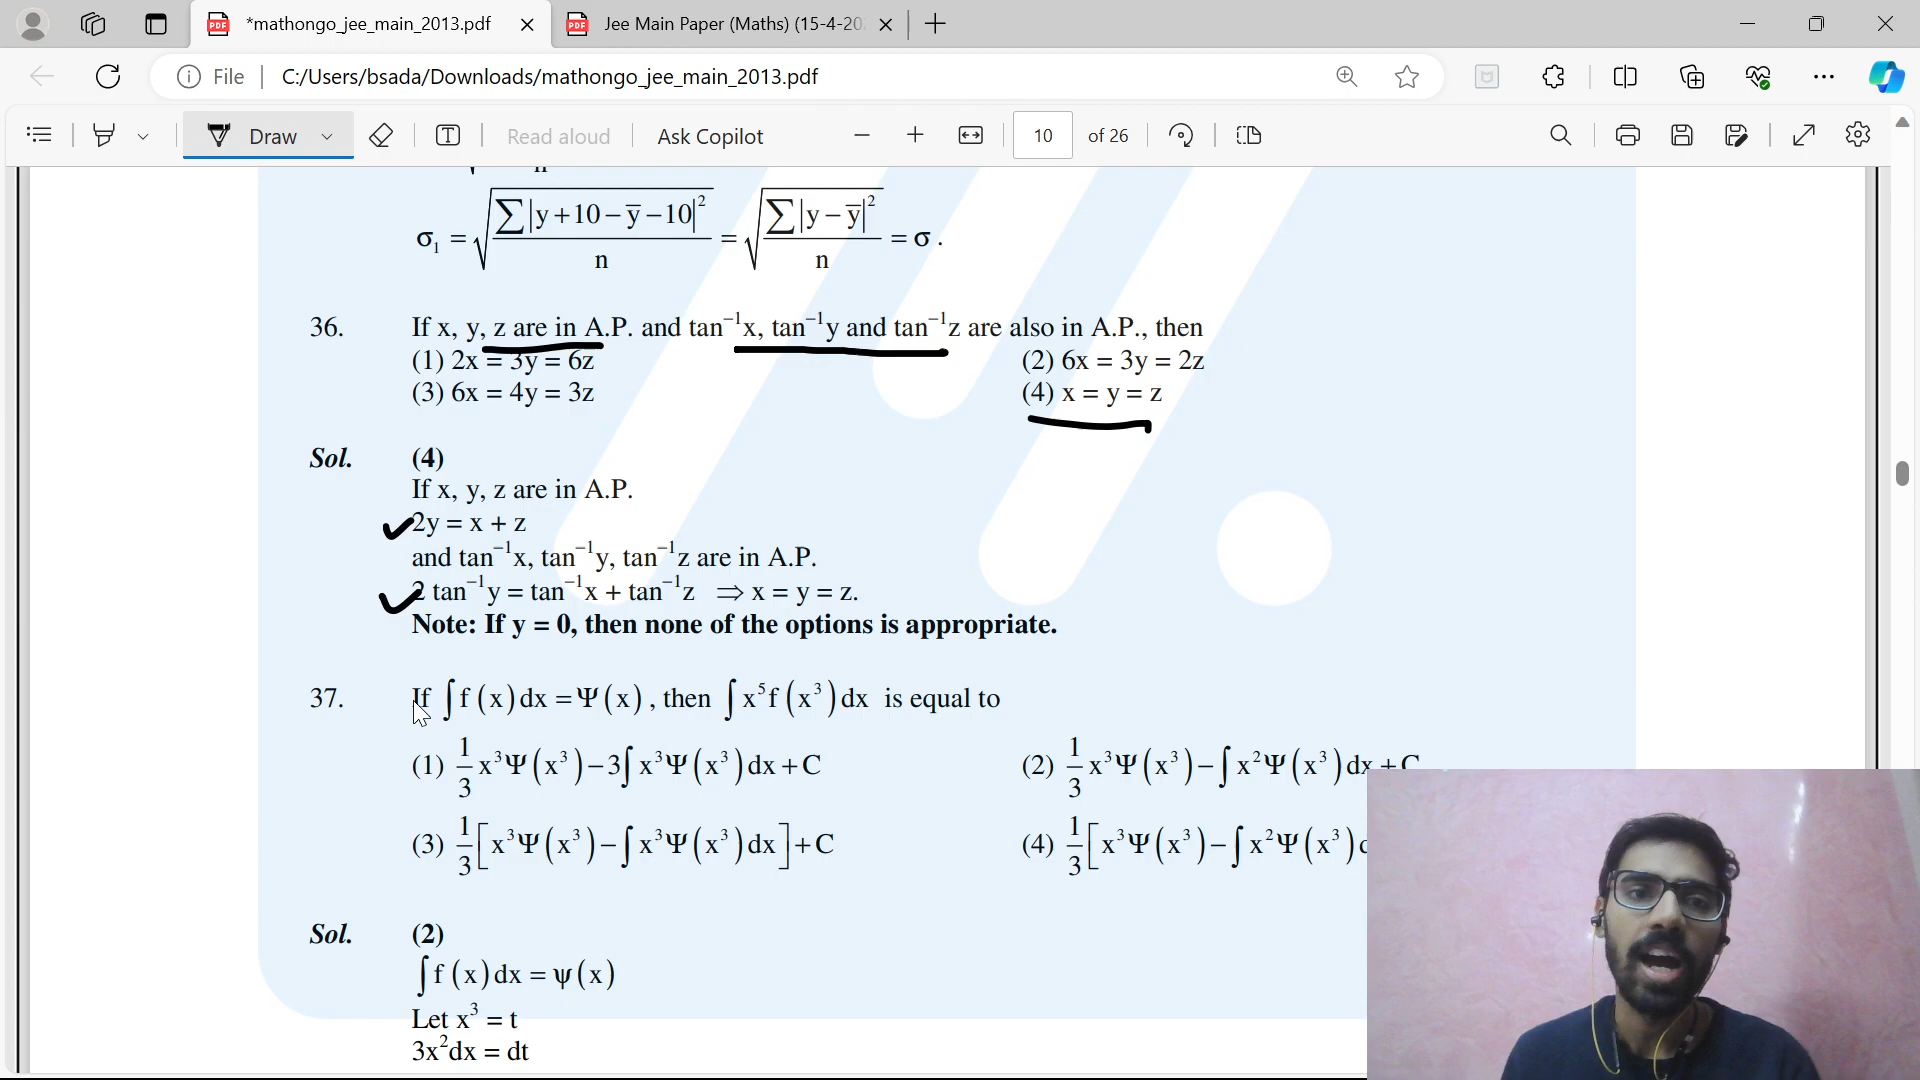 *mathongo_jee_main_2013.pdf
Jee Main Paper (Maths) (15-4-20
File
C:/Users/bsada/Downloads/mathongo_jee_main_2013.pdf
Draw
Read aloud
Ask Copilot
10 of 26
σ₁ = √(∑|y+10−ȳ−10|² / n) = √(∑|y−ȳ|² / n) = σ .
36. If x, y, z are in A.P. and tan⁻¹x, tan⁻¹y and tan⁻¹z are also in A.P., then
(1) 2x = 3y = 6z (2) 6x = 3y = 2z
(3) 6x = 4y = 3z (4) x = y = z
Sol. (4)
If x, y, z are in A.P.
2y = x + z
and tan⁻¹x, tan⁻¹y, tan⁻¹z are in A.P.
2 tan⁻¹y = tan⁻¹x + tan⁻¹z ⇒ x = y = z.
Note: If y = 0, then none of the options is appropriate.
37. If ∫f(x)dx = Ψ(x), then ∫x⁵f(x³)dx is equal to
(1) 1/3 x³Ψ(x³) − 3∫x³Ψ(x³)dx + C (2) 1/3 x³Ψ(x³) − ∫x²Ψ(x³)dx + C
(3) 1/3[x³Ψ(x³) − ∫x³Ψ(x³)dx] + C (4) 1/3[x³Ψ(x³) − ∫x²Ψ(x³)
Sol. (2)
∫f(x)dx = ψ(x)
Let x³ = t
3x²dx = dt